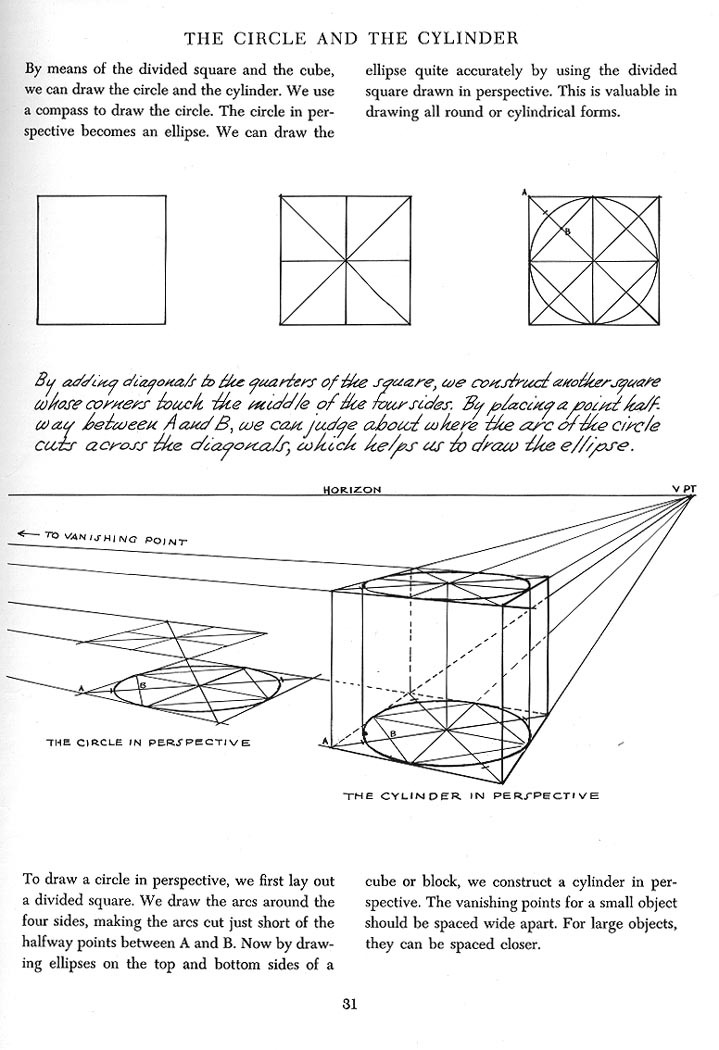 THE CIRCLE AND THE CYLINDER
By means of the divided square and the cube,
we can draw the circle and the cylinder. We use
a compass to draw the circle. The circle in per-
spective becomes an ellipse. We can draw the
ellipse quite accurately by using the divided
square drawn in perspective. This is valuable in
drawing all round or cylindrical forms.
A
B
By adding diagonals to the quarters of the square, we construct another square
whose corners touch the middle of the four sides. By placing a point half-
way between A and B, we can judge about where the arc of the circle
cuts across the diagonals, which helps us to draw the ellipse.
HORIZON
V PT
TO VANISHING POINT
A
B
THE CIRCLE IN PERSPECTIVE
A
B
THE CYLINDER IN PERSPECTIVE
To draw a circle in perspective, we first lay out
a divided square. We draw the arcs around the
four sides, making the arcs cut just short of the
halfway points between A and B. Now by draw-
ing ellipses on the top and bottom sides of a
cube or block, we construct a cylinder in per-
spective. The vanishing points for a small object
should be spaced wide apart. For large objects,
they can be spaced closer.
31